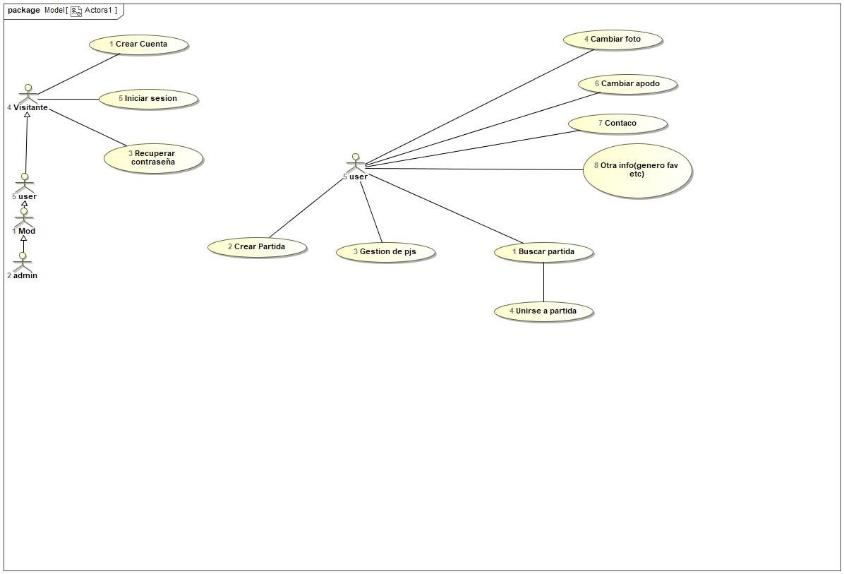 package Model[ Actors1 ]
1 Crear Cuenta
4 Cambiar foto
6 Cambiar apodo
5 Iniciar sesion
4 Visitante
7 Contaco
3 Recuperar
contraseña
8 Otra info(genero fav
etc)
5 user
5 user
1 Mod
2 Crear Partida
3 Gestion de pjs
1 Buscar partida
2 admin
4 Unirse a partida